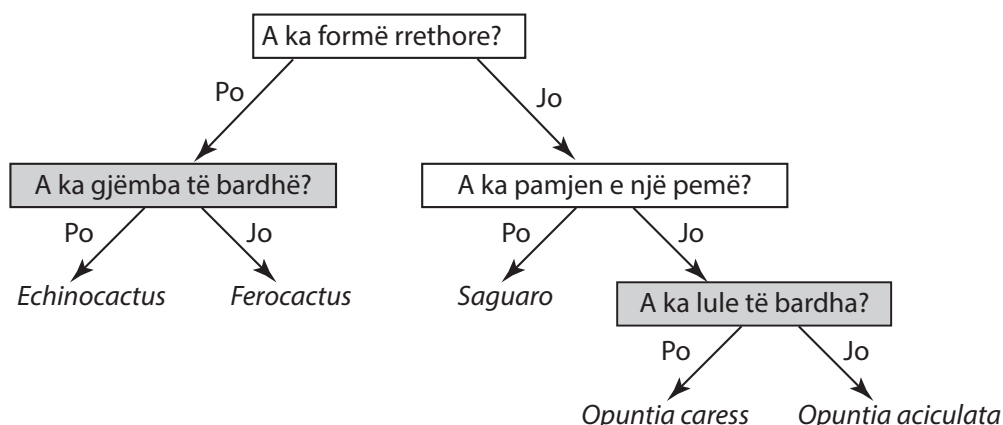 A ka formë rrethore?
Po
Jo
A ka gjëmba të bardhë?
A ka pamjen e një pemë?
Po
Jo
Po
Jo
Echinocactus
Ferocactus
Saguaro
A ka lule të bardha?
Po
Jo
Opuntia caress
Opuntia aciculata